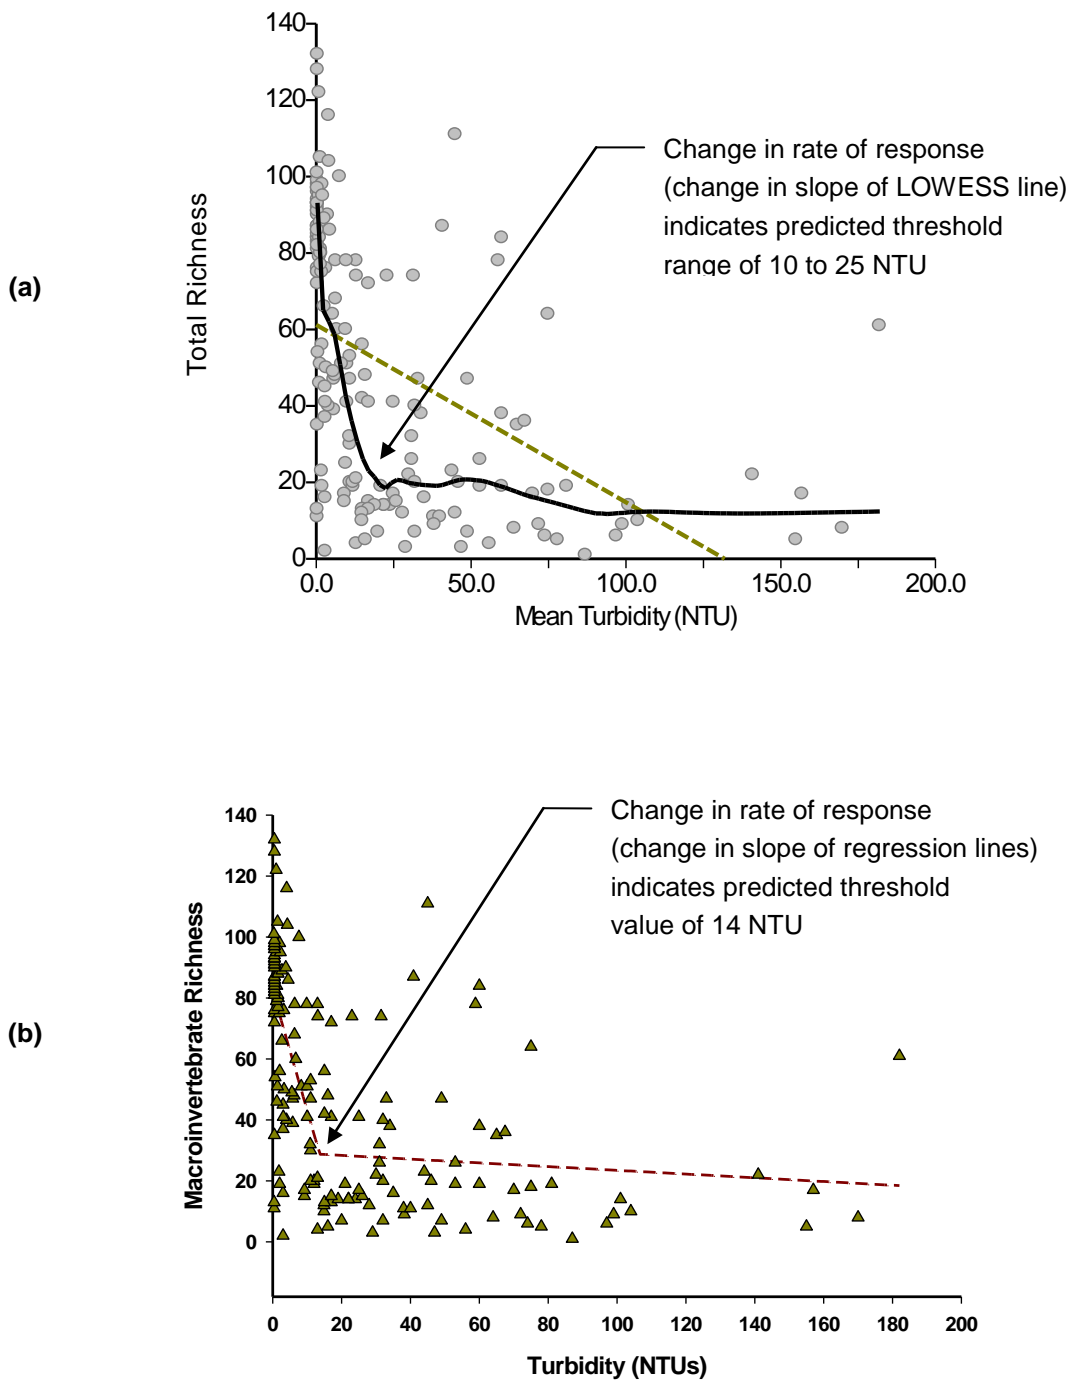 (a)
Total Richness
140
120
100
80
60
40
20
0
0.0
50.0
100.0
150.0
200.0
Mean Turbidity (NTU)
Change in rate of response
(change in slope of LOWESS line)
indicates predicted threshold
range of 10 to 25 NTU
(b)
Macroinvertebrate Richness
140
120
100
80
60
40
20
0
0
20
40
60
80
100
120
140
160
180
200
Turbidity (NTUs)
Change in rate of response
(change in slope of regression lines)
indicates predicted threshold
value of 14 NTU